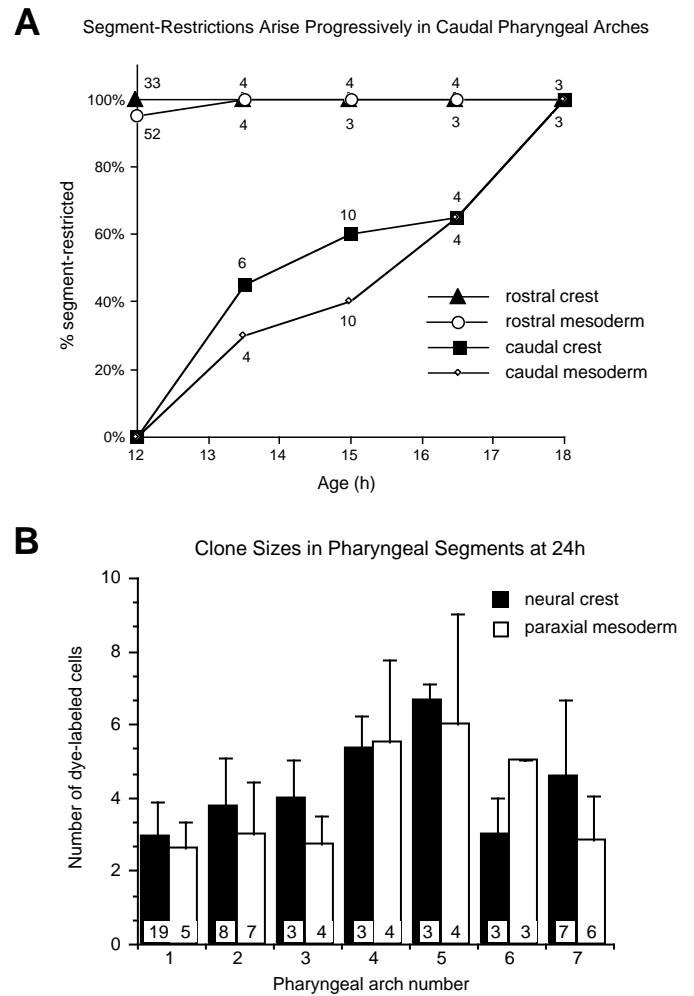 A
Segment-Restrictions Arise Progressively in Caudal Pharyngeal Arches
33 4 4 4 3
100%
52 4 3 3 3
80%
4
10
60%
4
6
% segment-restricted
40%
10
rostral crest
rostral mesoderm
4
caudal crest
20%
caudal mesoderm
0%
12 13 14 15 16 17 18
Age (h)
B
Clone Sizes in Pharyngeal Segments at 24h
10
neural crest
paraxial mesoderm
8
Number of dye-labeled cells
6
4
2
19 5 8 7 3 4 3 4 3 4 3 3 7 6
0
1 2 3 4 5 6 7
Pharyngeal arch number